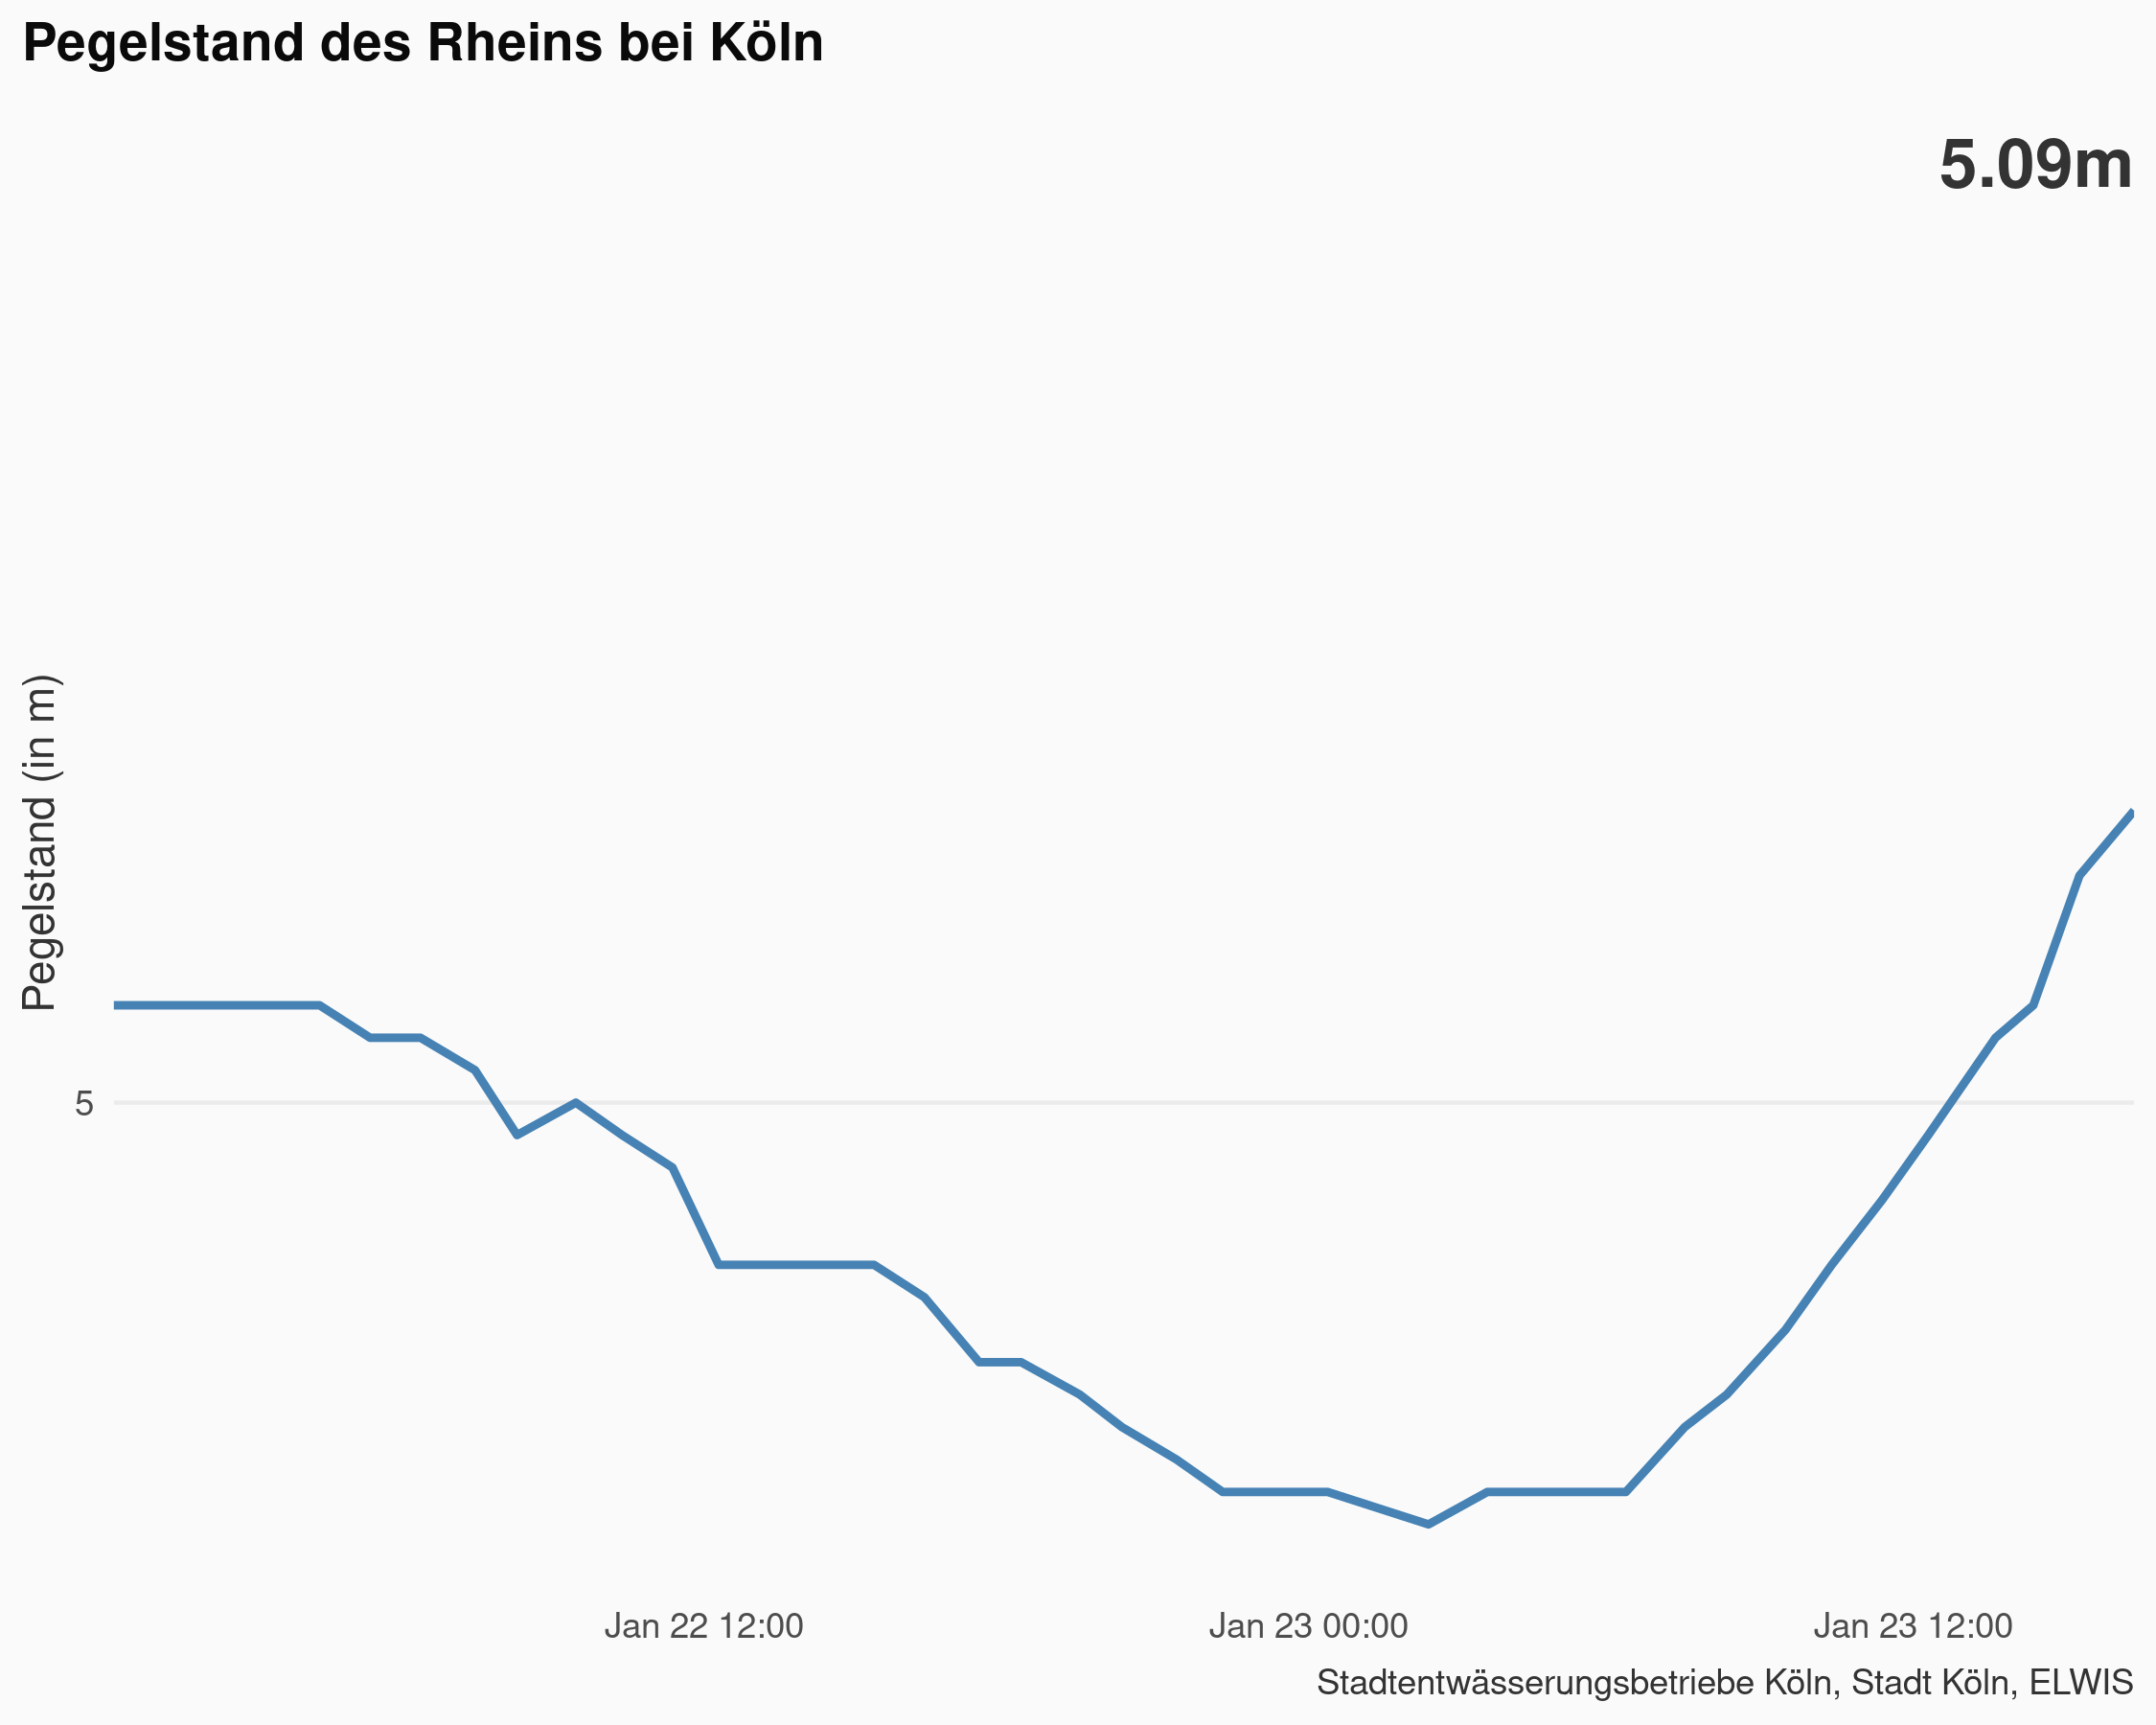 Pegelstand des Rheins bei Köln
5.09m
Pegelstand (in m)
5
Jan 22 12:00
Jan 23 00:00
Jan 23 12:00
Stadtentwässerungsbetriebe Köln, Stadt Köln, ELWIS